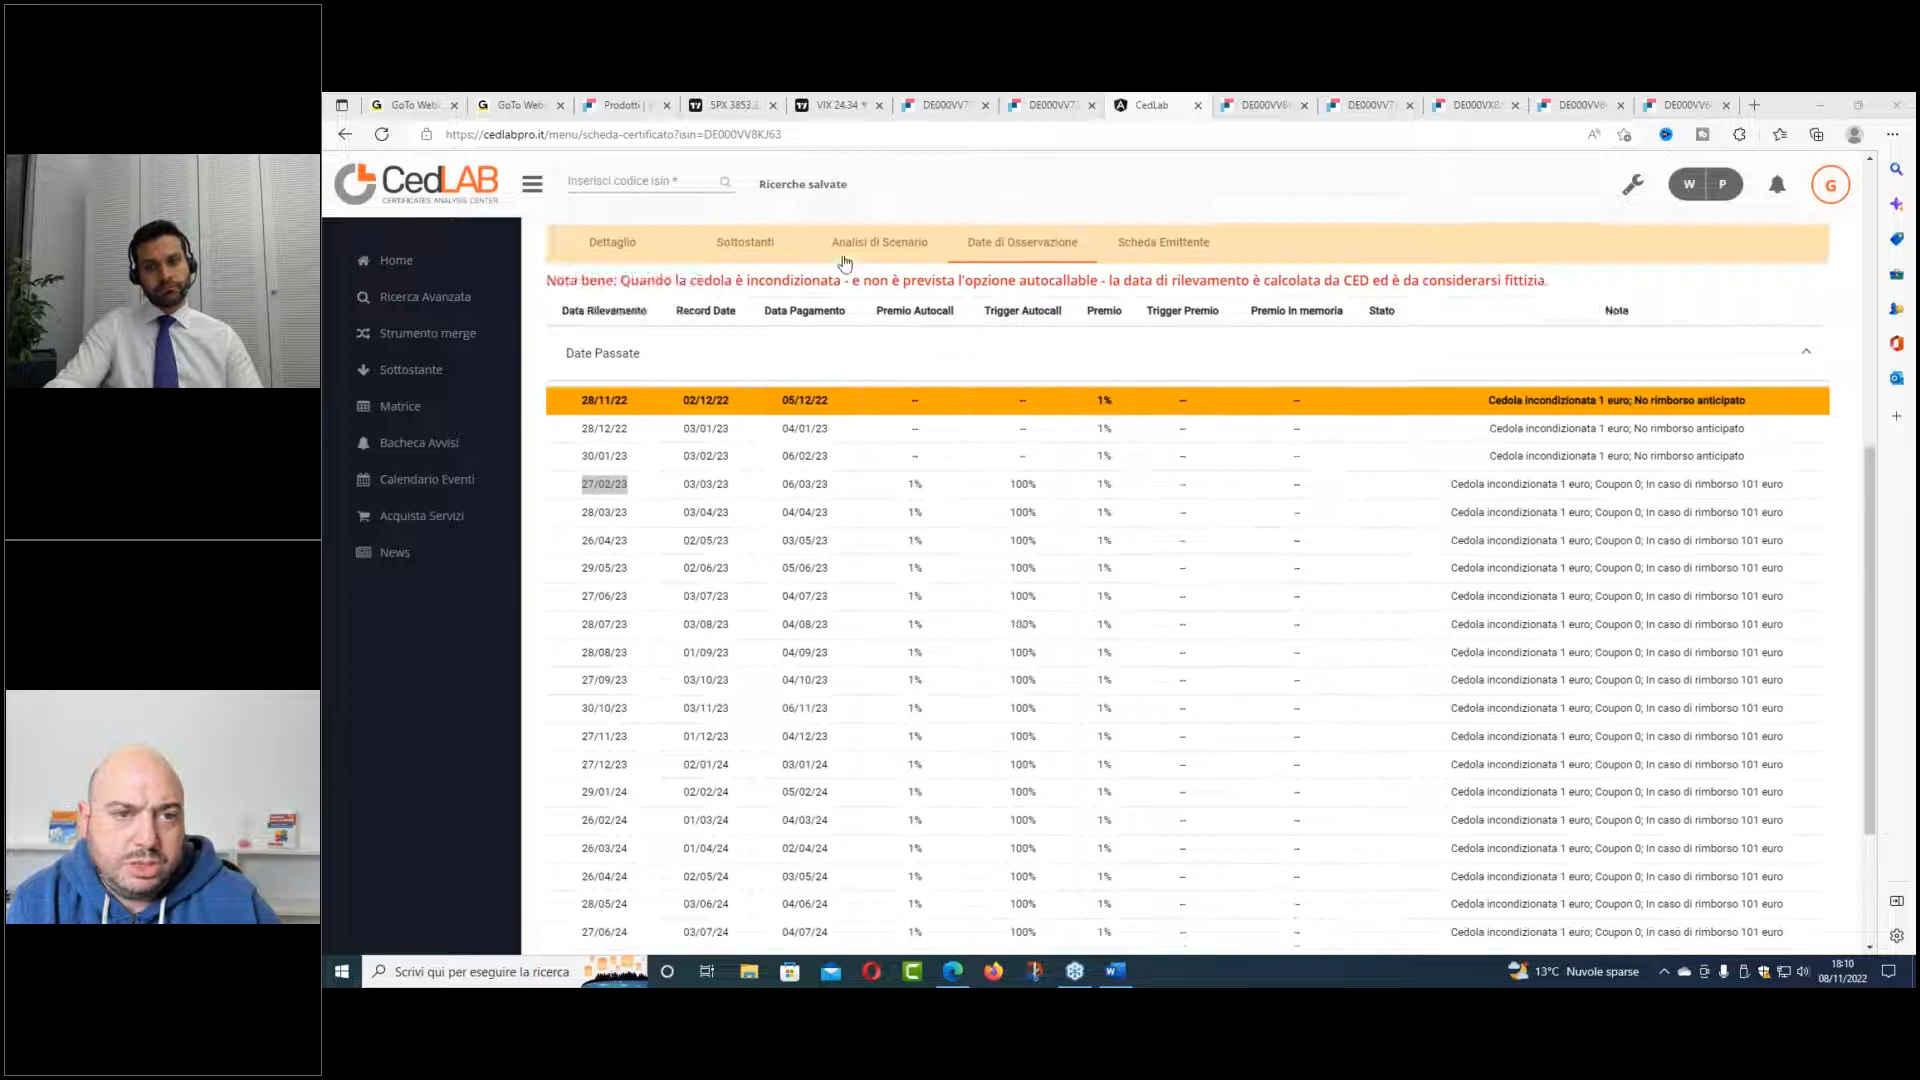 GoTo Web
GoTo Web
Prodotti |
SPX 3853.
VIX 24.34
DE000VV7
DE000VV7
CedLab
DE000VV8
DE000VV7
DE000VX8
DE000VV6
DE000VV6
https://cedlabpro.it/menu/scheda-certificato?isin=DE000VV8KJ63
CedLAB
CERTIFICATES ANALYSIS CENTER
Inserisci codice isin *
Ricerche salvate
W P
G
Home
Ricerca Avanzata
Strumento merge
Sottostante
Matrice
Bacheca Avvisi
Calendario Eventi
Acquista Servizi
News
Dettaglio Sottostanti Analisi di Scenario Date di Osservazione Scheda Emittente
Nota bene: Quando la cedola è incondizionata - e non è prevista l'opzione autocallable - la data di rilevamento è calcolata da CED ed è da considerarsi fittizia.
Data Rilevamento Record Date Data Pagamento Premio Autocall Trigger Autocall Premio Trigger Premio Premio in memoria Stato Note
Date Passate
28/11/22 02/12/22 05/12/22 -- -- 1% -- -- Cedola incondizionata 1 euro; No rimborso anticipato
28/12/22 03/01/23 04/01/23 -- -- 1% -- -- Cedola incondizionata 1 euro; No rimborso anticipato
30/01/23 03/02/23 06/02/23 -- -- 1% -- -- Cedola incondizionata 1 euro; No rimborso anticipato
27/02/23 03/03/23 06/03/23 1% 100% 1% -- -- Cedola incondizionata 1 euro; Coupon 0; In caso di rimborso 101 euro
28/03/23 03/04/23 04/04/23 1% 100% 1% -- -- Cedola incondizionata 1 euro; Coupon 0; In caso di rimborso 101 euro
26/04/23 02/05/23 03/05/23 1% 100% 1% -- -- Cedola incondizionata 1 euro; Coupon 0; In caso di rimborso 101 euro
29/05/23 02/06/23 05/06/23 1% 100% 1% -- -- Cedola incondizionata 1 euro; Coupon 0; In caso di rimborso 101 euro
27/06/23 03/07/23 04/07/23 1% 100% 1% -- -- Cedola incondizionata 1 euro; Coupon 0; In caso di rimborso 101 euro
28/07/23 03/08/23 04/08/23 1% 100% 1% -- -- Cedola incondizionata 1 euro; Coupon 0; In caso di rimborso 101 euro
28/08/23 01/09/23 04/09/23 1% 100% 1% -- -- Cedola incondizionata 1 euro; Coupon 0; In caso di rimborso 101 euro
27/09/23 03/10/23 04/10/23 1% 100% 1% -- -- Cedola incondizionata 1 euro; Coupon 0; In caso di rimborso 101 euro
30/10/23 03/11/23 06/11/23 1% 100% 1% -- -- Cedola incondizionata 1 euro; Coupon 0; In caso di rimborso 101 euro
27/11/23 01/12/23 04/12/23 1% 100% 1% -- -- Cedola incondizionata 1 euro; Coupon 0; In caso di rimborso 101 euro
27/12/23 02/01/24 03/01/24 1% 100% 1% -- -- Cedola incondizionata 1 euro; Coupon 0; In caso di rimborso 101 euro
29/01/24 02/02/24 05/02/24 1% 100% 1% -- -- Cedola incondizionata 1 euro; Coupon 0; In caso di rimborso 101 euro
26/02/24 01/03/24 04/03/24 1% 100% 1% -- -- Cedola incondizionata 1 euro; Coupon 0; In caso di rimborso 101 euro
26/03/24 01/04/24 02/04/24 1% 100% 1% -- -- Cedola incondizionata 1 euro; Coupon 0; In caso di rimborso 101 euro
26/04/24 02/05/24 03/05/24 1% 100% 1% -- -- Cedola incondizionata 1 euro; Coupon 0; In caso di rimborso 101 euro
28/05/24 03/06/24 04/06/24 1% 100% 1% -- -- Cedola incondizionata 1 euro; Coupon 0; In caso di rimborso 101 euro
27/06/24 03/07/24 04/07/24 1% 100% 1% -- -- Cedola incondizionata 1 euro; Coupon 0; In caso di rimborso 101 euro
Scrivi qui per eseguire la ricerca
13°C Nuvole sparse
18:10
08/11/2022